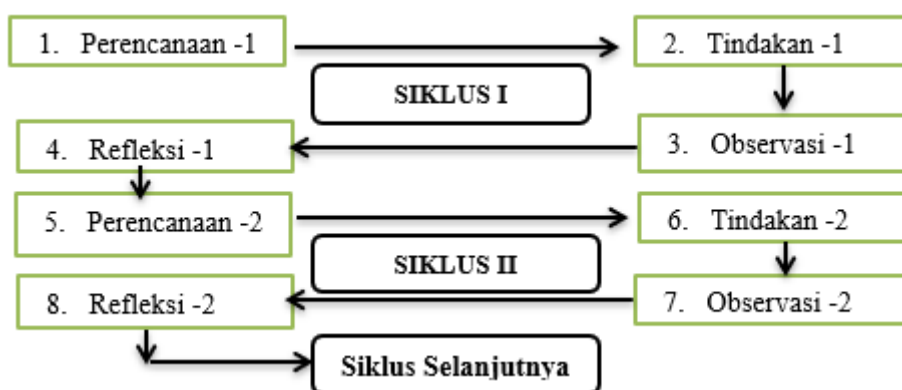 1. Perencanaan -1
2. Tindakan -1
SIKLUS I
4. Refleksi -1
3. Observasi -1
5. Perencanaan -2
6. Tindakan -2
SIKLUS II
8. Refleksi -2
7. Observasi -2
Siklus Selanjutnya